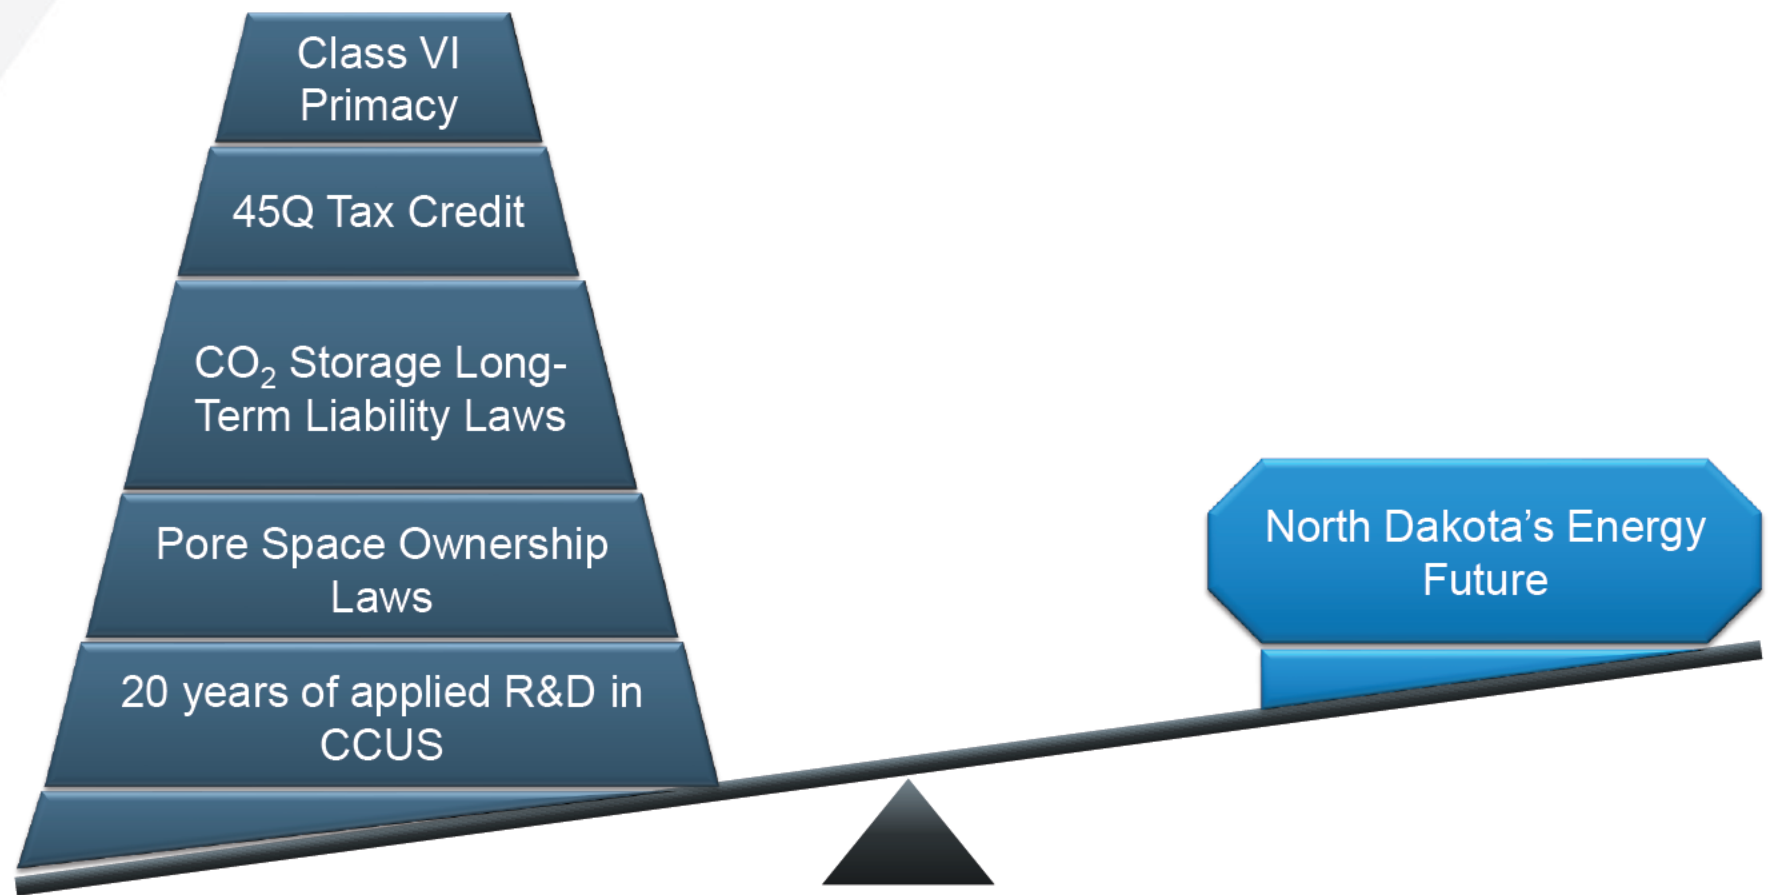 Class VI
Primacy
45Q Tax Credit
CO₂ Storage Long-
Term Liability Laws
Pore Space Ownership
Laws
20 years of applied R&D in
CCUS
North Dakota’s Energy
Future